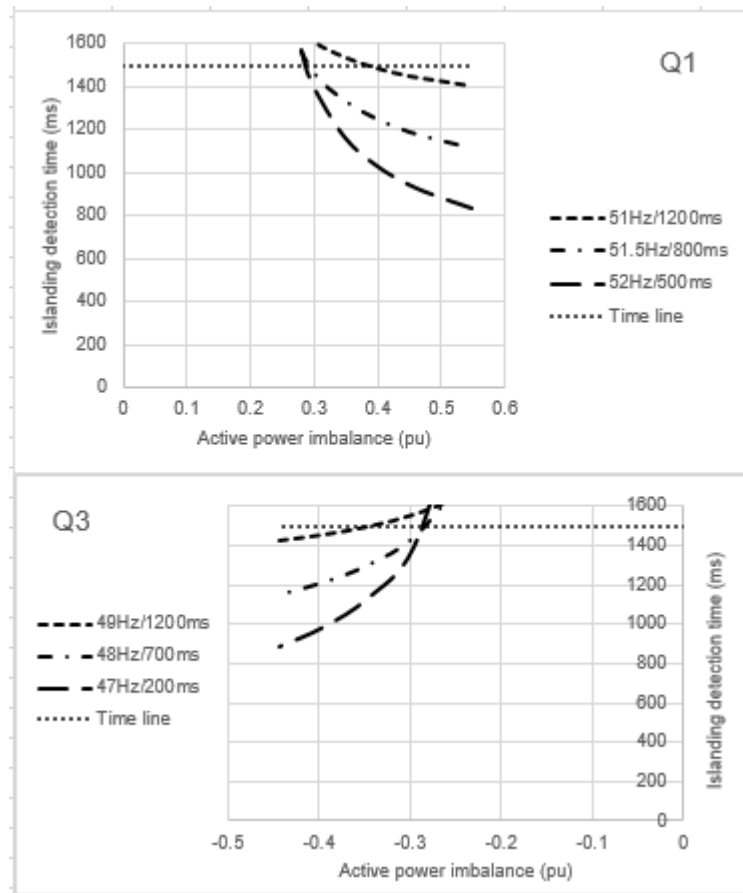 1600
Q1
1400
1200
1000
800
600
400
200
0
Islanding detection time (ms)
0 0.1 0.2 0.3 0.4 0.5 0.6
Active power imbalance (pu)
51Hz/1200ms
51.5Hz/800ms
52Hz/500ms
Time line
Q3
1600
1400
1200
1000
800
600
400
200
0
Islanding detection time (ms)
49Hz/1200ms
48Hz/700ms
47Hz/200ms
Time line
-0.5 -0.4 -0.3 -0.2 -0.1 0
Active power imbalance (pu)